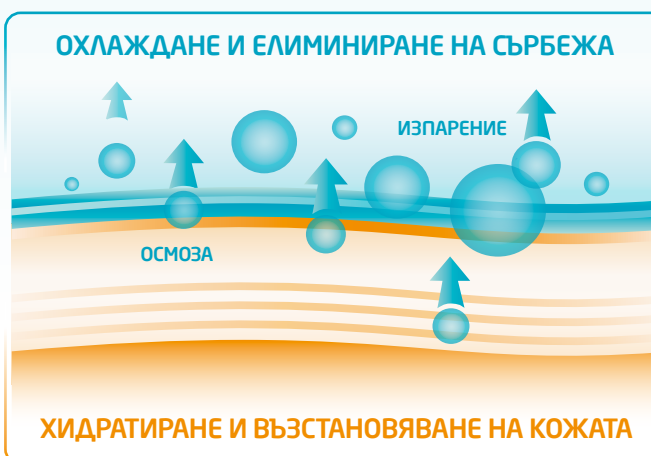 ОХЛАЖДАНЕ И ЕЛИМИНИРАНЕ НА СЪРБЕЖА
ИЗПАРЕНИЕ
ОСМОЗА
ХИДРАТИРАНЕ И ВЪЗСТАНОВЯВАНЕ НА КОЖАТА